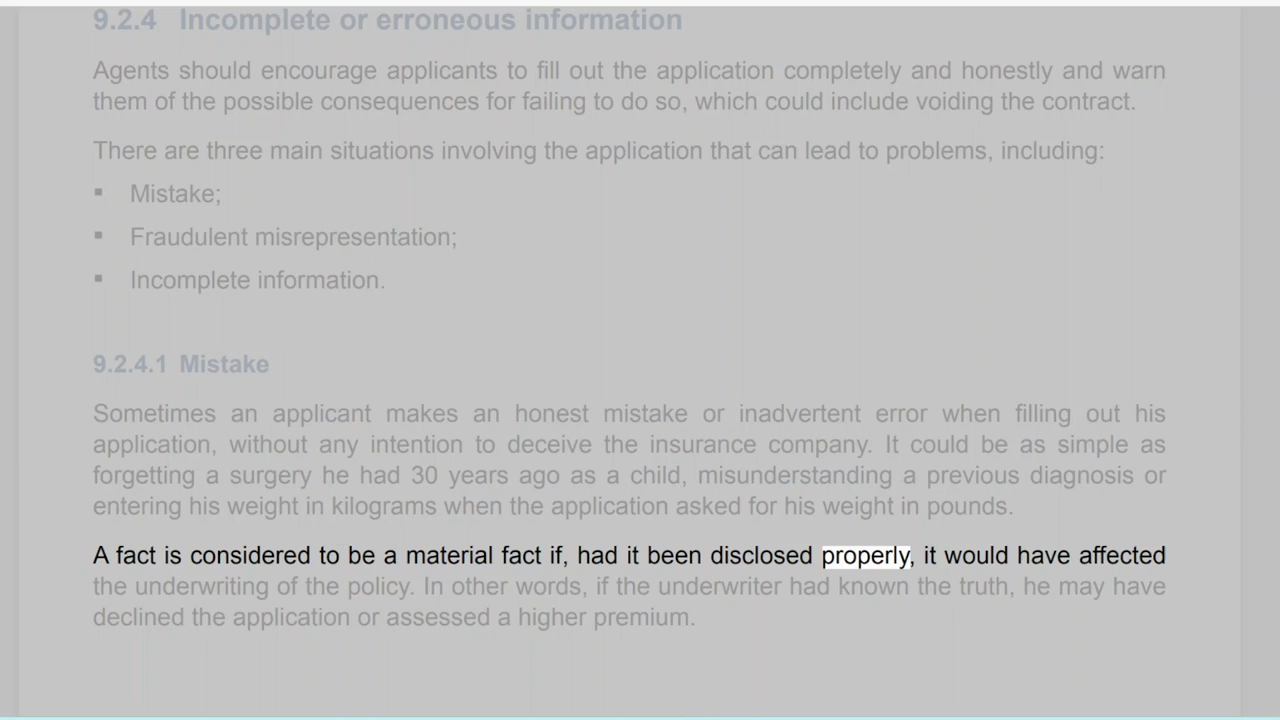 9.2.4 Incomplete or erroneous information
Agents should encourage applicants to fill out the application completely and honestly and warn
them of the possible consequences for failing to do so, which could include voiding the contract.
There are three main situations involving the application that can lead to problems, including:
▪ Mistake;
▪ Fraudulent misrepresentation;
▪ Incomplete information.
9.2.4.1 Mistake
Sometimes an applicant makes an honest mistake or inadvertent error when filling out his
application, without any intention to deceive the insurance company. It could be as simple as
forgetting a surgery he had 30 years ago as a child, misunderstanding a previous diagnosis or
entering his weight in kilograms when the application asked for his weight in pounds.
A fact is considered to be a material fact if, had it been disclosed properly, it would have affected
the underwriting of the policy. In other words, if the underwriter had known the truth, he may have
declined the application or assessed a higher premium.